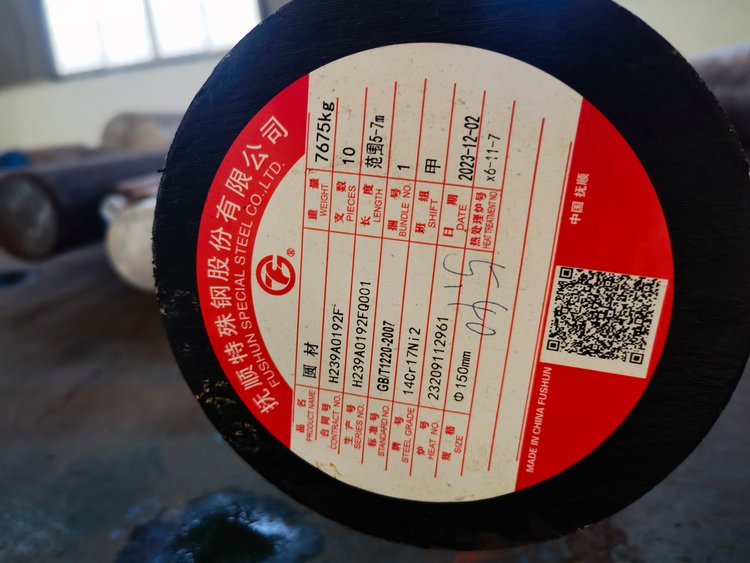 抚顺特殊钢股份有限公司
FUSHUN SPECIAL STEEL CO.,LTD.
®
品名 圆材 重量 7675kg
PRODUCT NAME WEIGHT
合同号 H239A0192F 支数 10
CONTRACT NO. PIECES
生产号 H239A0192FQ001 长度 范围5-7m
SERIES NO. LENGTH
标准号 GB/T1220-2007 捆号 1
STANDARD NO. BUNDLE NO.
牌号 14Cr17Ni2 班组 甲
STEEL GRADE SHIFT
炉号 23209112961 日期 2023-12-02
HEAT NO. DATE
规格 Φ150mm 热处理炉号 x6-11-7
SIZE HEAT TREATMENT NO
中国 抚顺
MADE IN CHINA FUSHUN